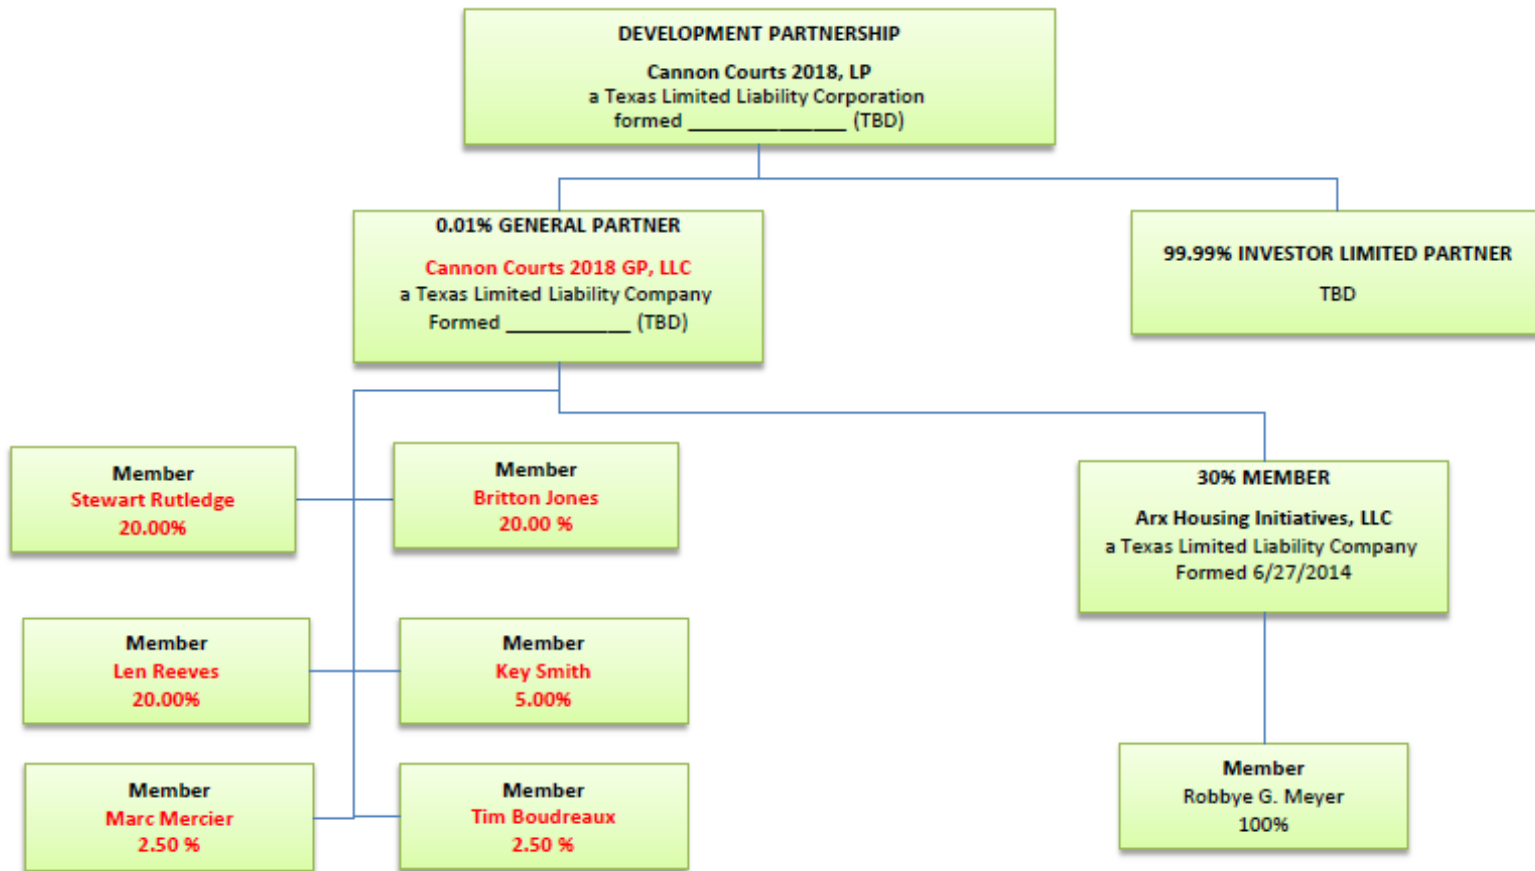 DEVELOPMENT PARTNERSHIP
Cannon Courts 2018, LP
a Texas Limited Liability Corporation
formed ______________ (TBD)
0.01% GENERAL PARTNER
Cannon Courts 2018 GP, LLC
a Texas Limited Liability Company
Formed ___________ (TBD)
99.99% INVESTOR LIMITED PARTNER
TBD
Member
Stewart Rutledge
20.00%
Member
Britton Jones
20.00 %
30% MEMBER
Arx Housing Initiatives, LLC
a Texas Limited Liability Company
Formed 6/27/2014
Member
Len Reeves
20.00%
Member
Key Smith
5.00%
Member
Marc Mercier
2.50 %
Member
Tim Boudreaux
2.50 %
Member
Robbye G. Meyer
100%